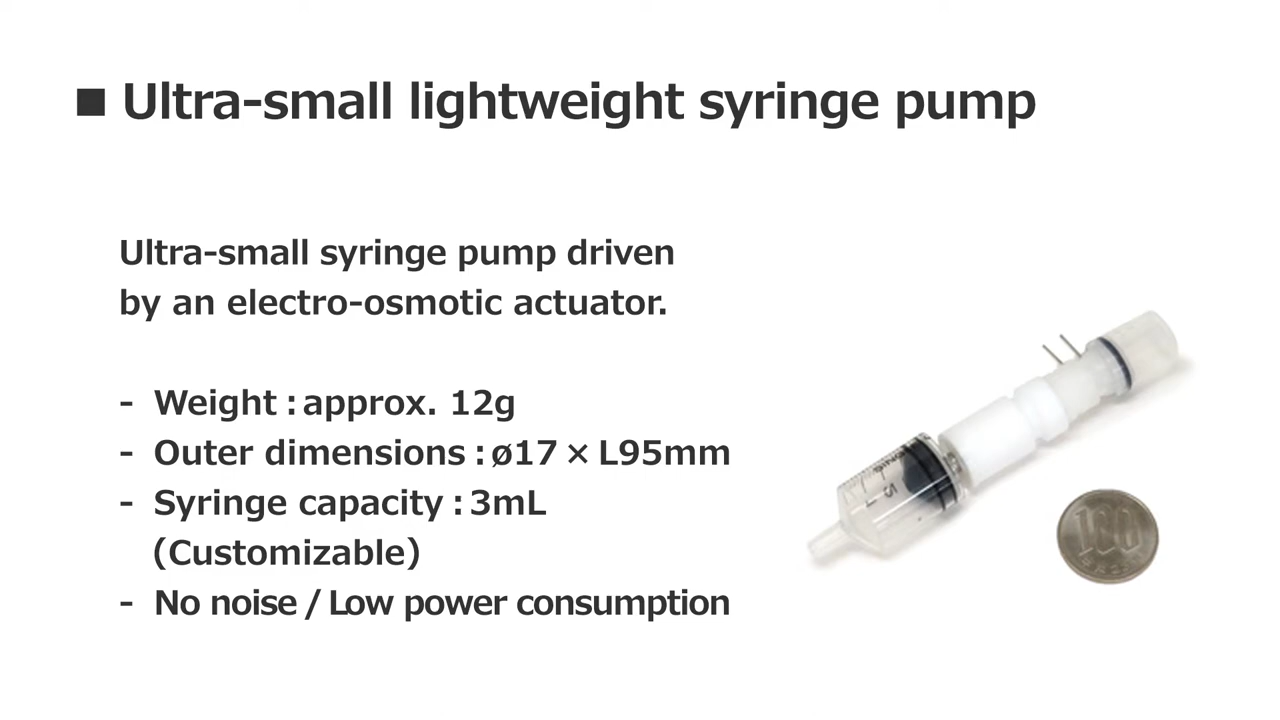 ■ Ultra-small lightweight syringe pump
Ultra-small syringe pump driven
by an electro-osmotic actuator.
- Weight : approx. 12g
- Outer dimensions : ø17 × L95mm
- Syringe capacity : 3mL
(Customizable)
- No noise / Low power consumption
100